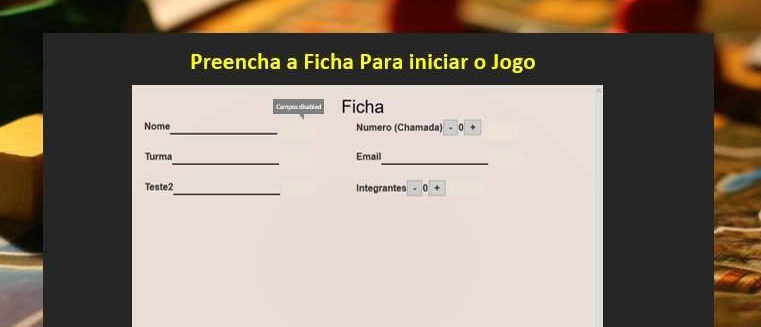 Preencha a Ficha Para iniciar o Jogo
Campos disabled
Ficha
Nome
Numero (Chamada) - 0 +
Turma
Email
Teste2
Integrantes - 0 +